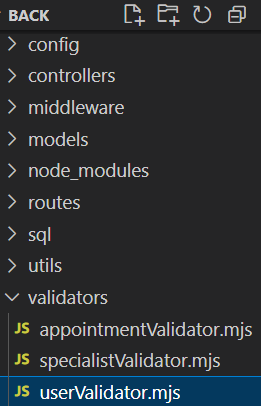 BACK
config
controllers
middleware
models
node_modules
routes
sql
utils
validators
JS appointmentValidator.mjs
JS specialistValidator.mjs
JS userValidator.mjs